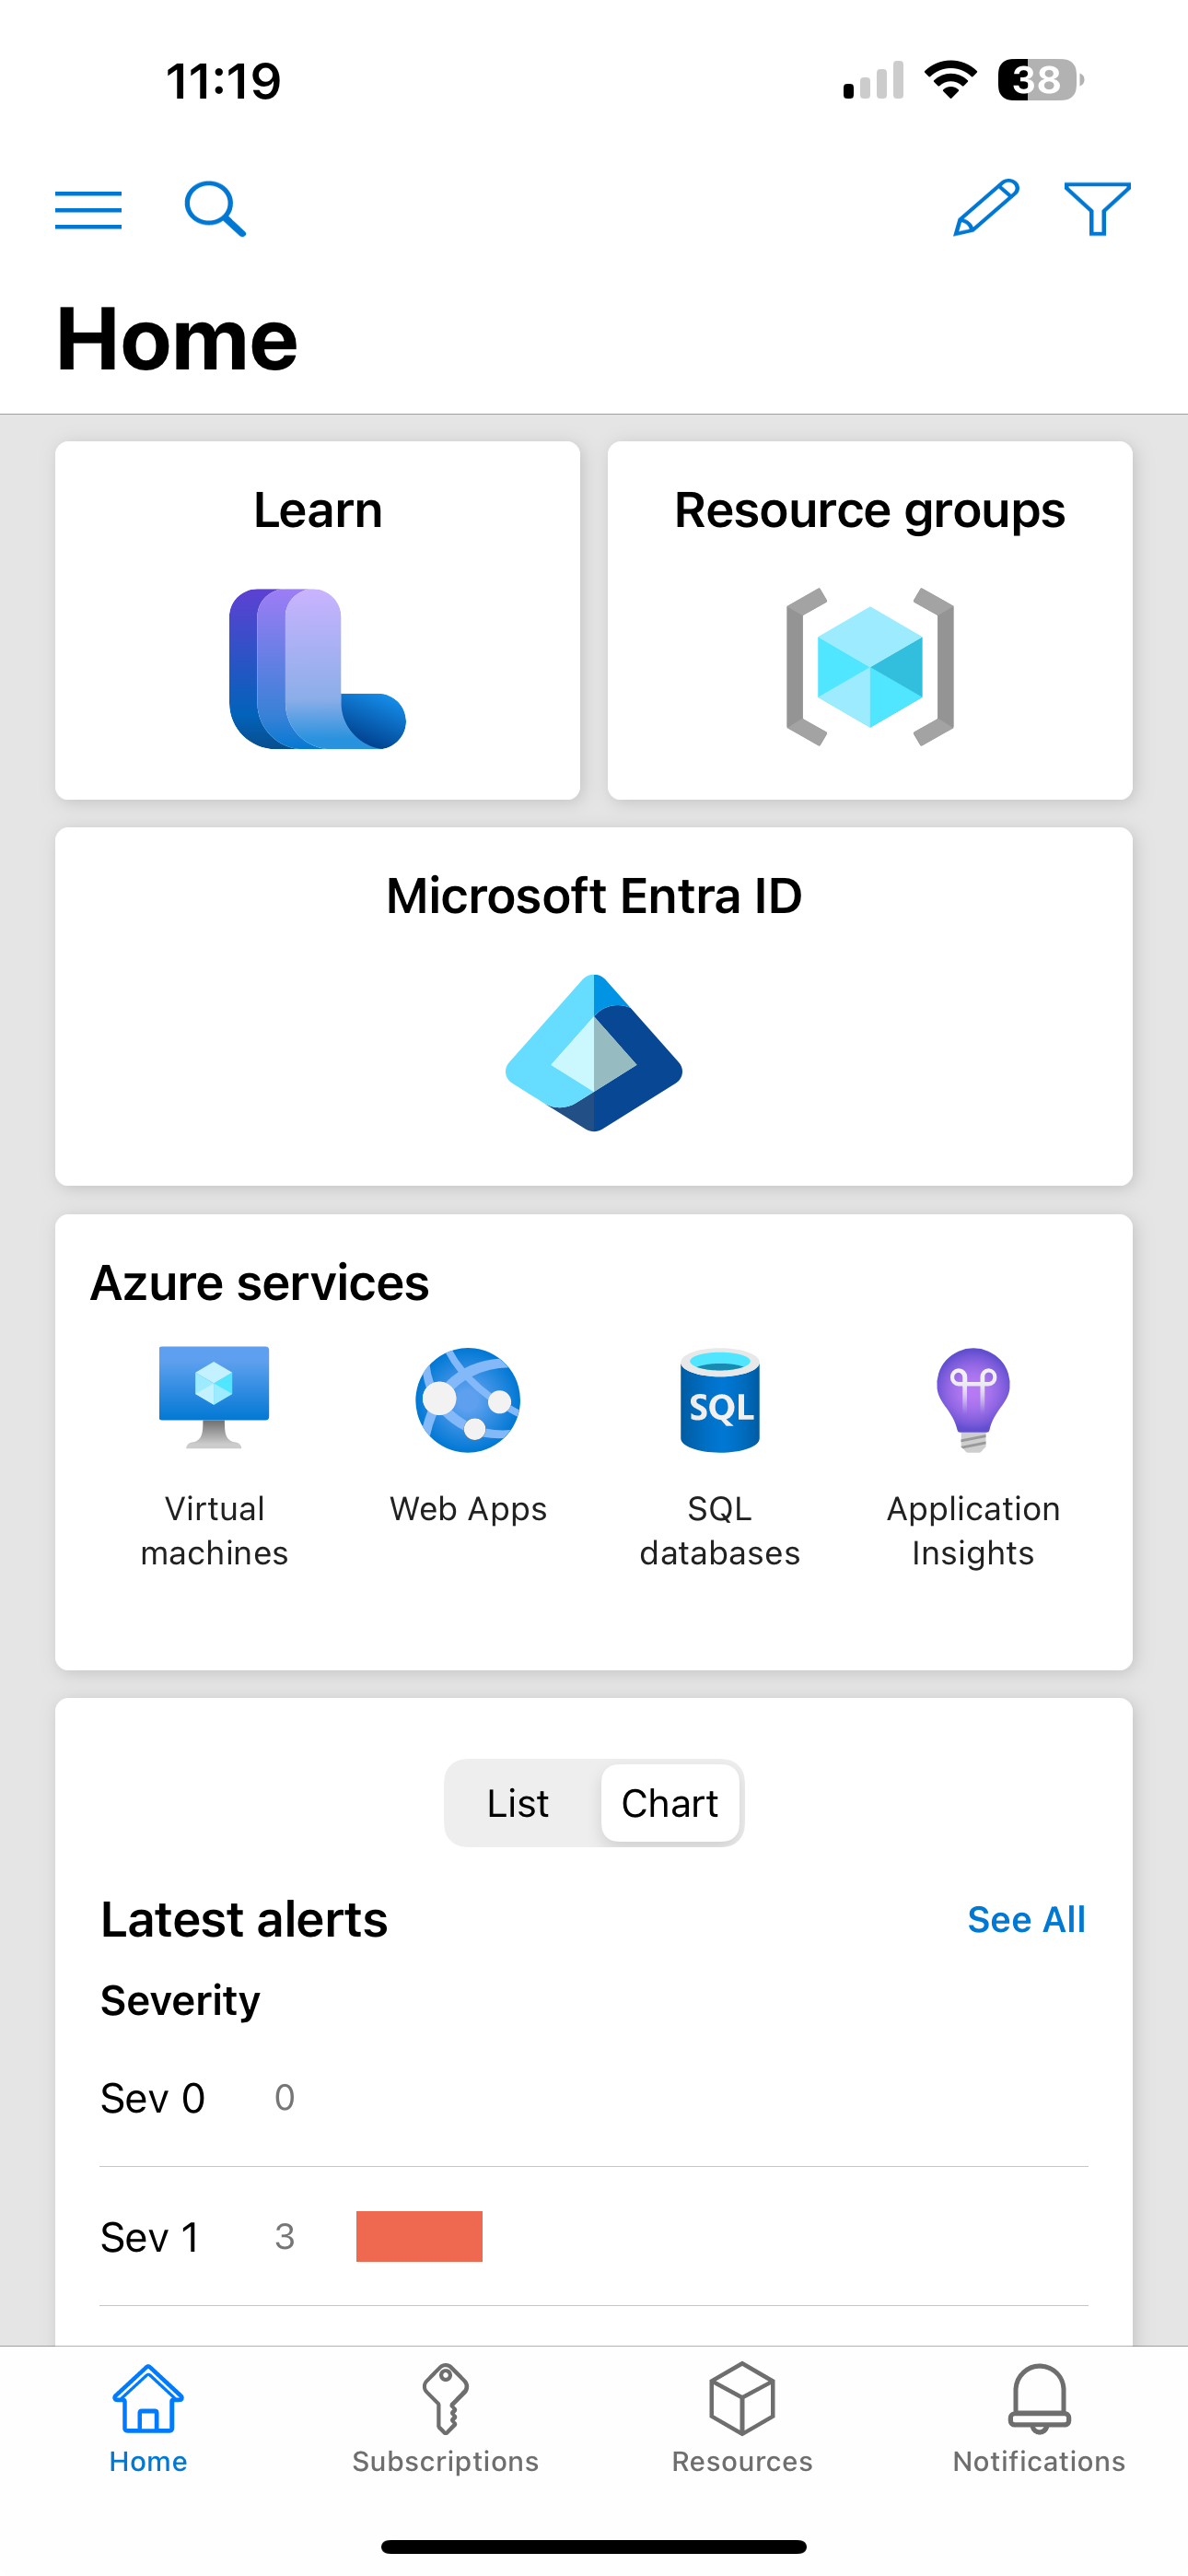 11:19
38
Home
Learn
Resource groups
Microsoft Entra ID
Azure services
SQL
Virtual machines
Web Apps
SQL databases
Application Insights
List
Chart
Latest alerts
See All
Severity
Sev 0 0
Sev 1 3
Home
Subscriptions
Resources
Notifications